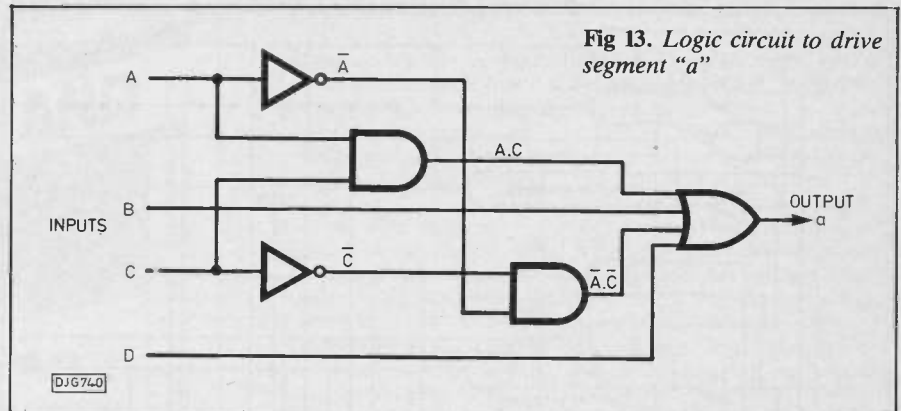 Fig 13. Logic circuit to drive
segment “a”
A
Ā
A.C
B
INPUTS
OUTPUT
a
C
C̄
Ā.C̄
D
DJG740